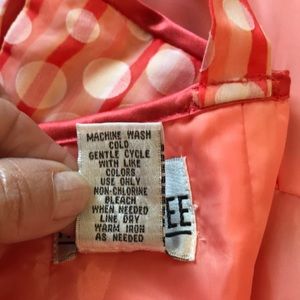 MACHINE WASH
COLD
GENTLE CYCLE
WITH LIKE
COLORS
USE ONLY
NON-CHLORINE
BLEACH
WHEN NEEDED
LINE DRY
WARM IRON
AS NEEDED